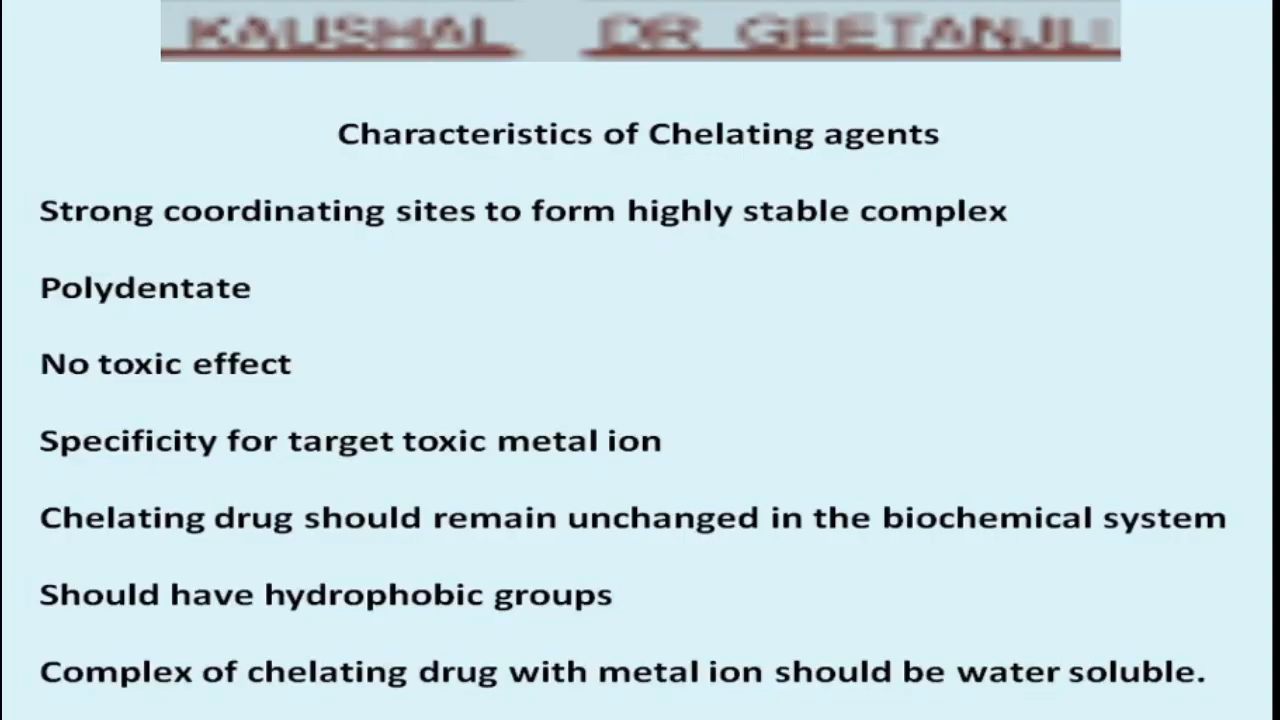 KAUSHAL DR GEETANJLI
Characteristics of Chelating agents
Strong coordinating sites to form highly stable complex
Polydentate
No toxic effect
Specificity for target toxic metal ion
Chelating drug should remain unchanged in the biochemical system
Should have hydrophobic groups
Complex of chelating drug with metal ion should be water soluble.